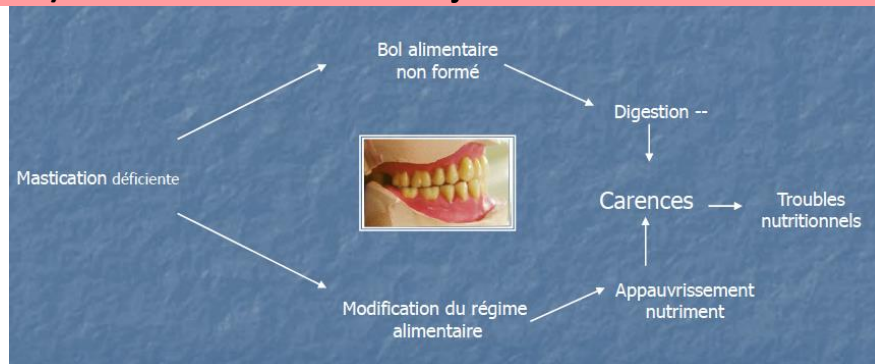 Bol alimentaire
non formé
Digestion --
Mastication déficiente
Carences
Troubles
nutritionnels
Modification du régime
alimentaire
Appauvrissement
nutriment